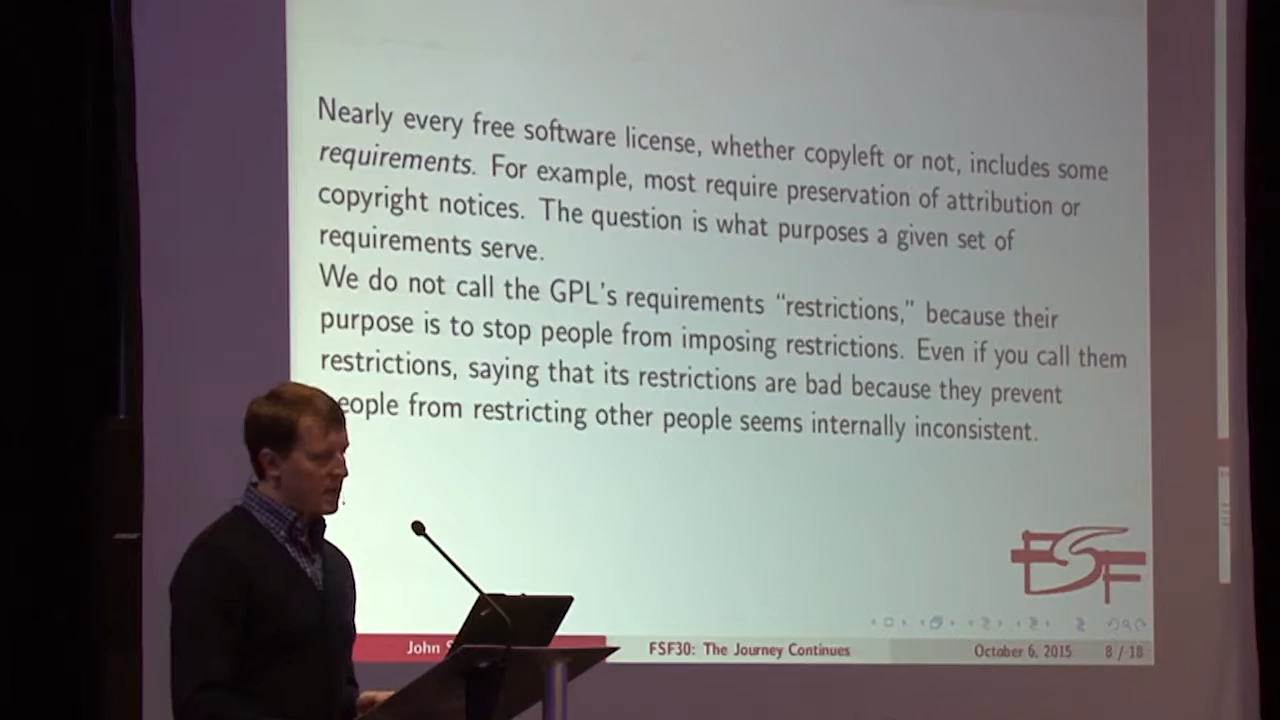 Nearly every free software license, whether copyleft or not, includes some
requirements. For example, most require preservation of attribution or
copyright notices. The question is what purposes a given set of
requirements serve.
We do not call the GPL's requirements “restrictions,” because their
purpose is to stop people from imposing restrictions. Even if you call them
restrictions, saying that its restrictions are bad because they prevent
eople from restricting other people seems internally inconsistent.
FSF
John S
FSF30: The Journey Continues
October 6, 2015
8 / 18